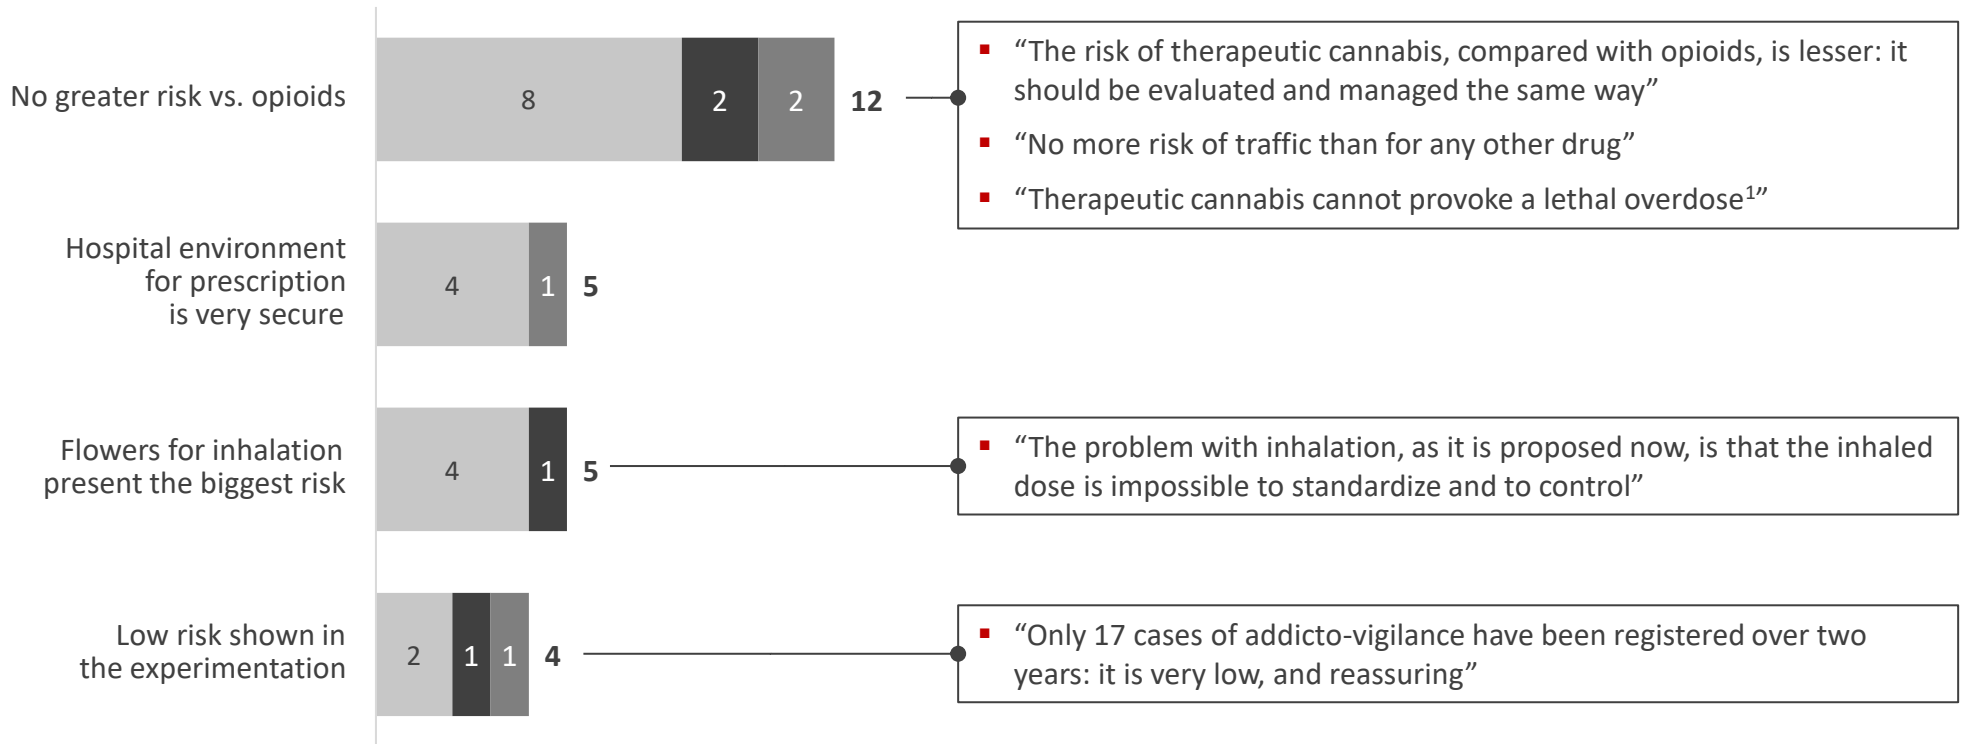 No greater risk vs. opioids
8
2
2
12
▪ “The risk of therapeutic cannabis, compared with opioids, is lesser: it
should be evaluated and managed the same way”
▪ “No more risk of traffic than for any other drug”
▪ “Therapeutic cannabis cannot provoke a lethal overdose¹”
Hospital environment
for prescription
is very secure
4
1
5
Flowers for inhalation
present the biggest risk
4
1
5
▪ “The problem with inhalation, as it is proposed now, is that the inhaled
dose is impossible to standardize and to control”
Low risk shown in
the experimentation
2
1
1
4
▪ “Only 17 cases of addicto-vigilance have been registered over two
years: it is very low, and reassuring”